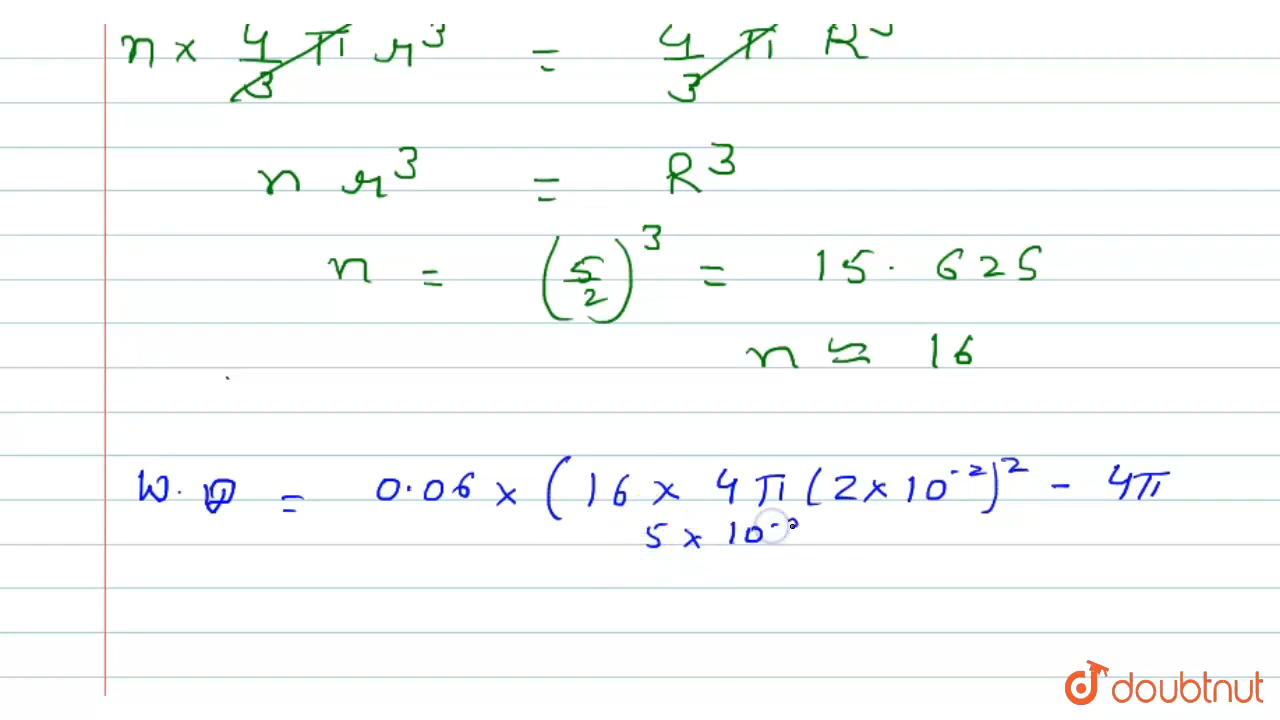 n × 4/3 π r³ = 4/3 π R³
n r³ = R³
n = (5/2)³ = 15.625
n ≈ 16
W.D = 0.06 × (16 × 4π (2 × 10⁻²)² - 4π
5 × 10⁻²
doubtnut